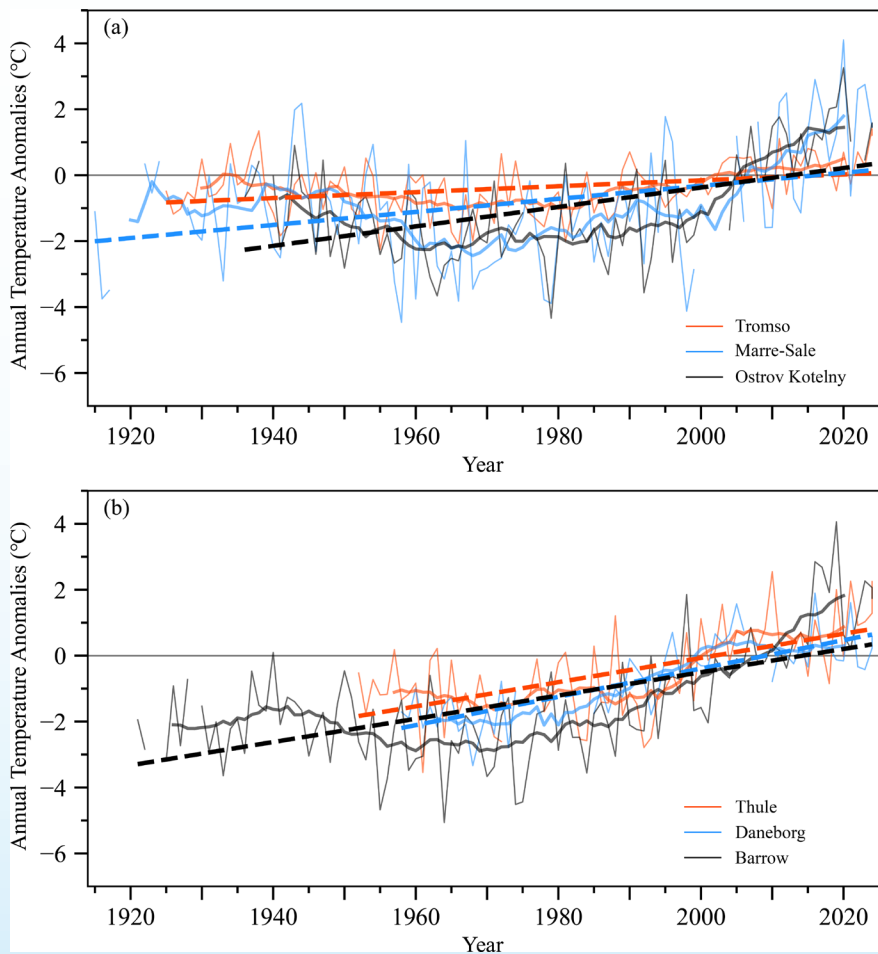 (a)
Annual Temperature Anomalies (°C)
4
2
0
−2
−4
−6
Tromso
Marre-Sale
Ostrov Kotelny
1920 1940 1960 1980 2000 2020
Year
(b)
Annual Temperature Anomalies (°C)
4
2
0
−2
−4
−6
Thule
Daneborg
Barrow
1920 1940 1960 1980 2000 2020
Year